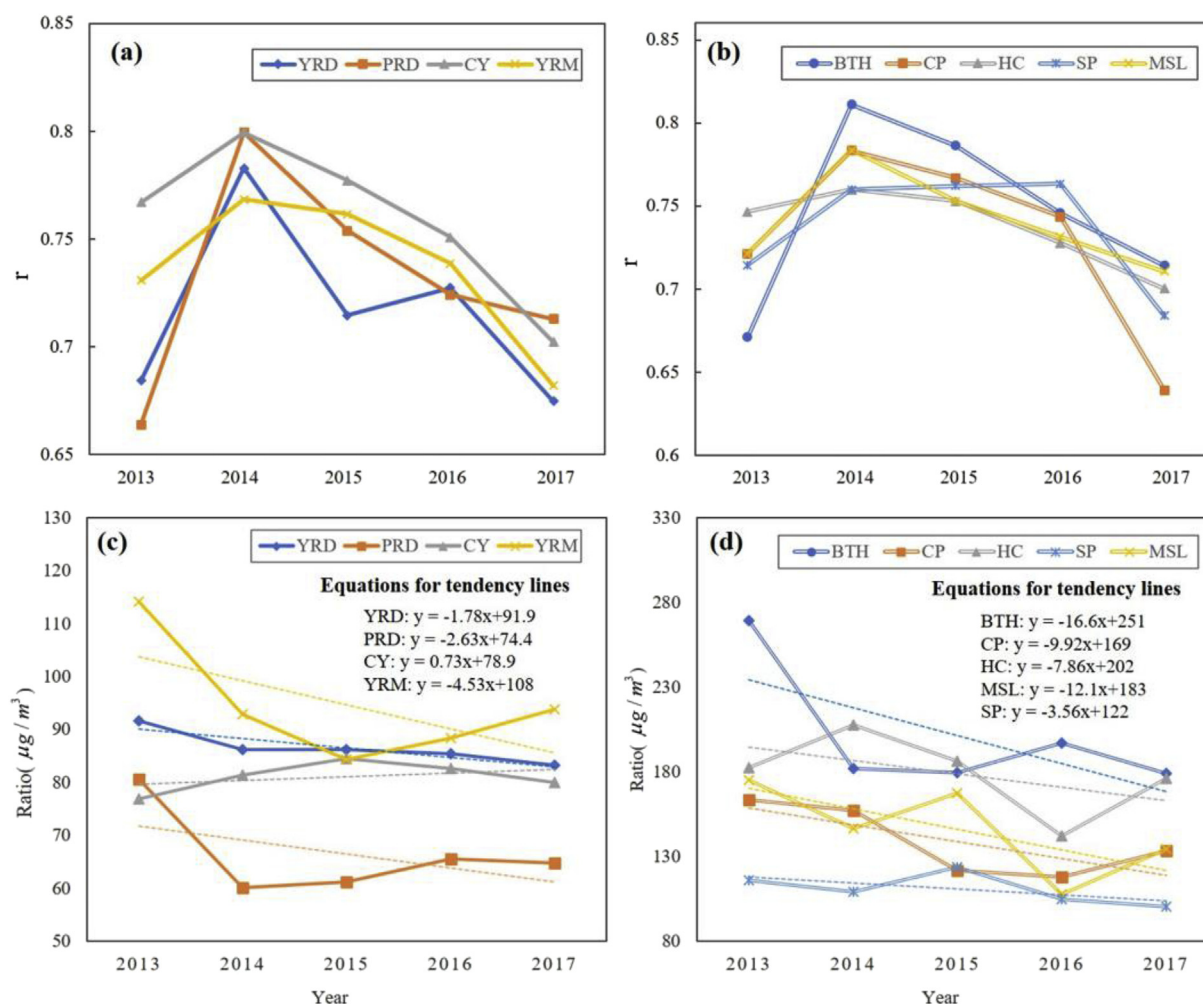 (a)
YRD PRD CY YRM
0.85
0.8
0.75
0.7
0.65
r
2013 2014 2015 2016 2017
(b)
BTH CP HC SP MSL
0.85
0.8
0.75
0.7
0.65
0.6
r
2013 2014 2015 2016 2017
(c)
YRD PRD CY YRM
Equations for tendency lines
YRD: y = -1.78x+91.9
PRD: y = -2.63x+74.4
CY: y = 0.73x+78.9
YRM: y = -4.53x+108
130
120
110
100
90
80
70
60
50
Ratio( μg / m³ )
2013 2014 2015 2016 2017
Year
(d)
BTH CP HC SP MSL
Equations for tendency lines
BTH: y = -16.6x+251
CP: y = -9.92x+169
HC: y = -7.86x+202
MSL: y = -12.1x+183
SP: y = -3.56x+122
330
280
230
180
130
80
Ratio( μg / m³ )
2013 2014 2015 2016 2017
Year